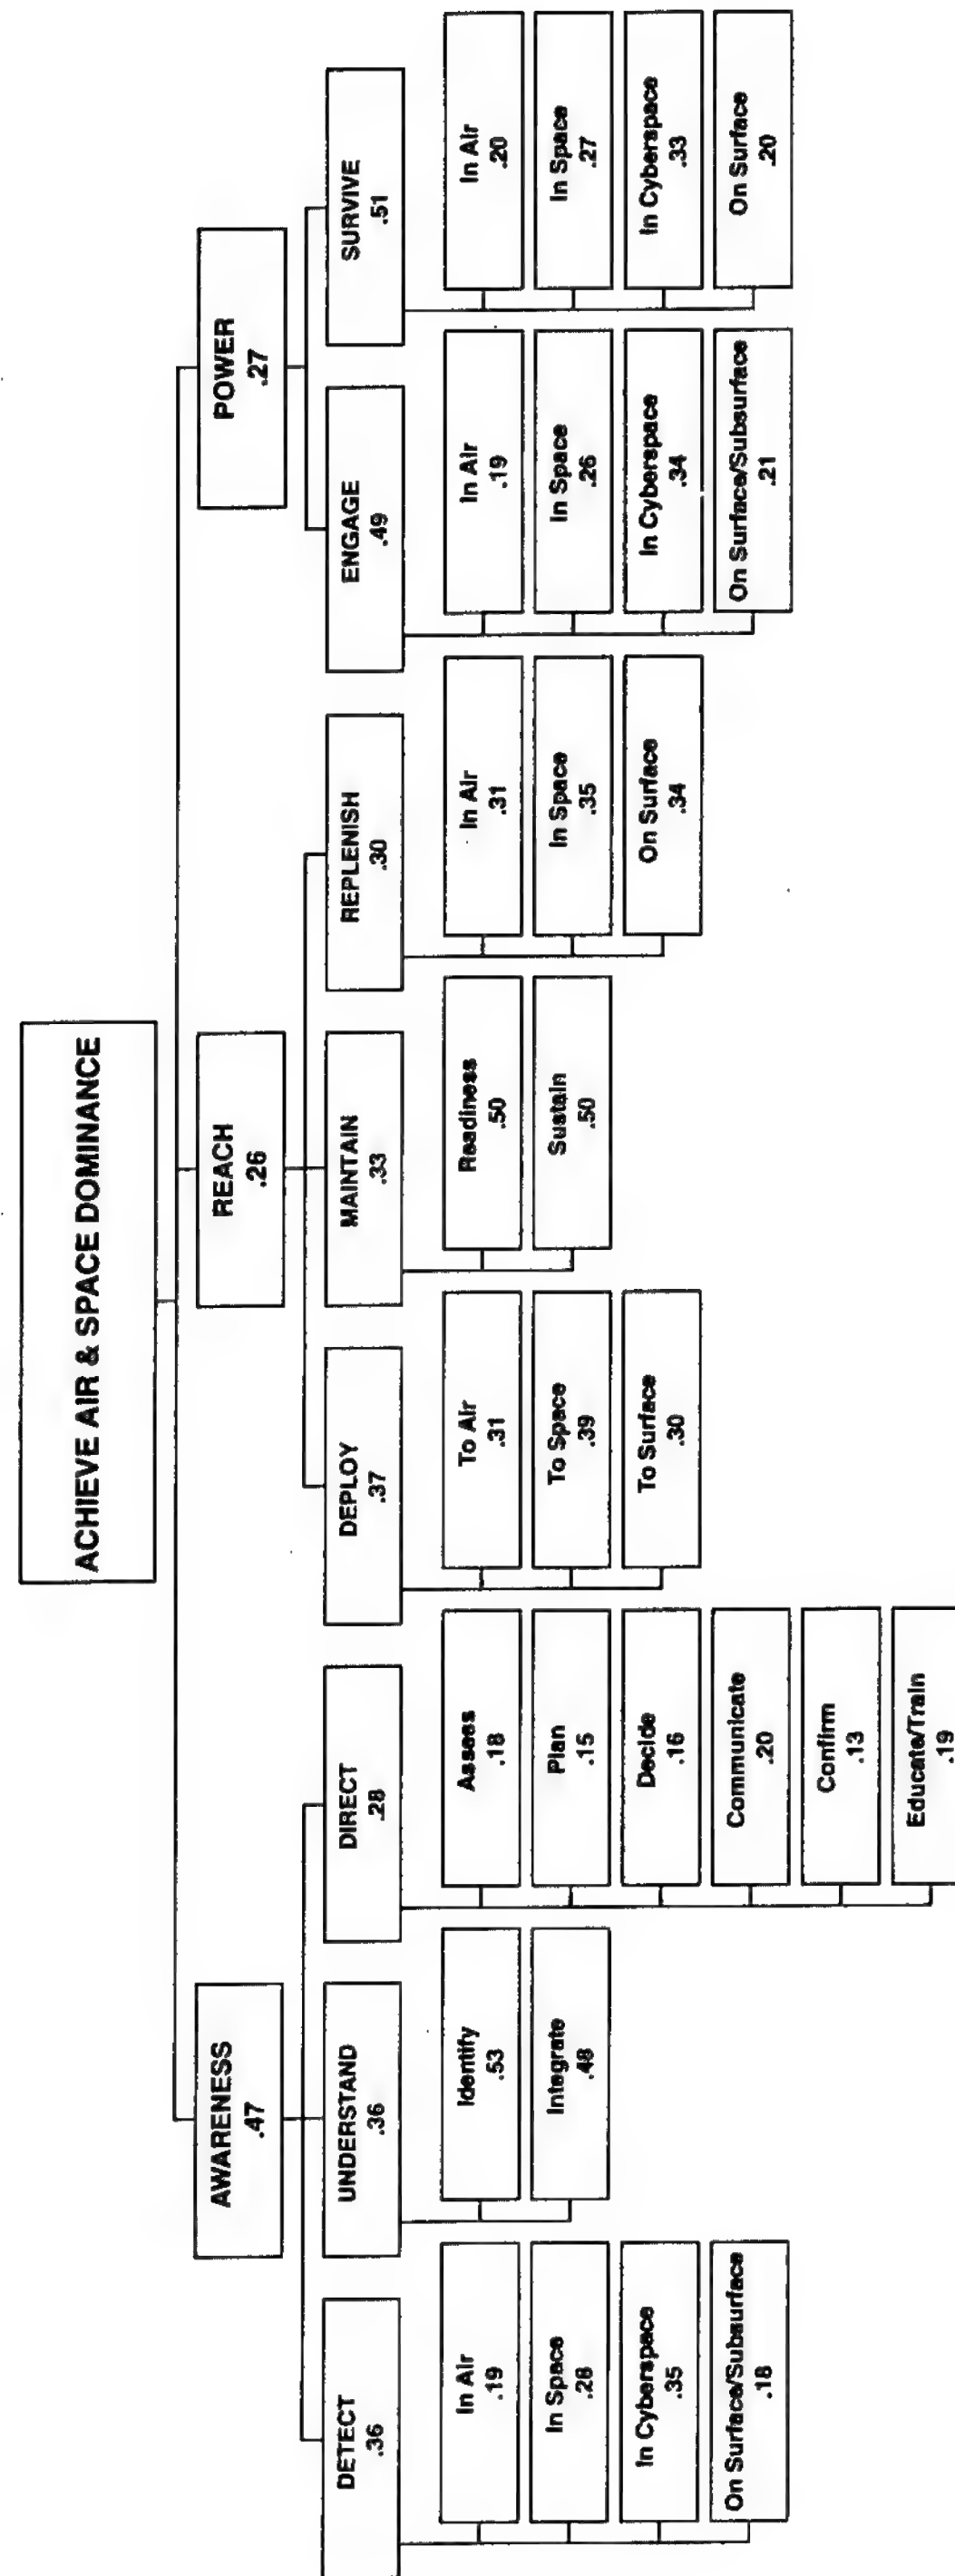 ACHIEVE AIR & SPACE DOMINANCE
AWARENESS
.47
REACH
.26
POWER
.27
DETECT
.36
UNDERSTAND
.36
DIRECT
.28
DEPLOY
.37
MAINTAIN
.33
REPLENISH
.30
ENGAGE
.49
SURVIVE
.51
In Air
.19
In Space
.28
In Cyberspace
.35
On Surface/Subsurface
.18
Identify
.53
Integrate
.48
Assess
.18
Plan
.15
Decide
.16
Communicate
.20
Confirm
.13
Educate/Train
.19
To Air
.31
To Space
.39
To Surface
.30
Readiness
.50
Sustain
.50
In Air
.31
In Space
.35
On Surface
.34
In Air
.19
In Space
.26
In Cyberspace
.34
On Surface/Subsurface
.21
In Air
.20
In Space
.27
In Cyberspace
.33
On Surface
.20